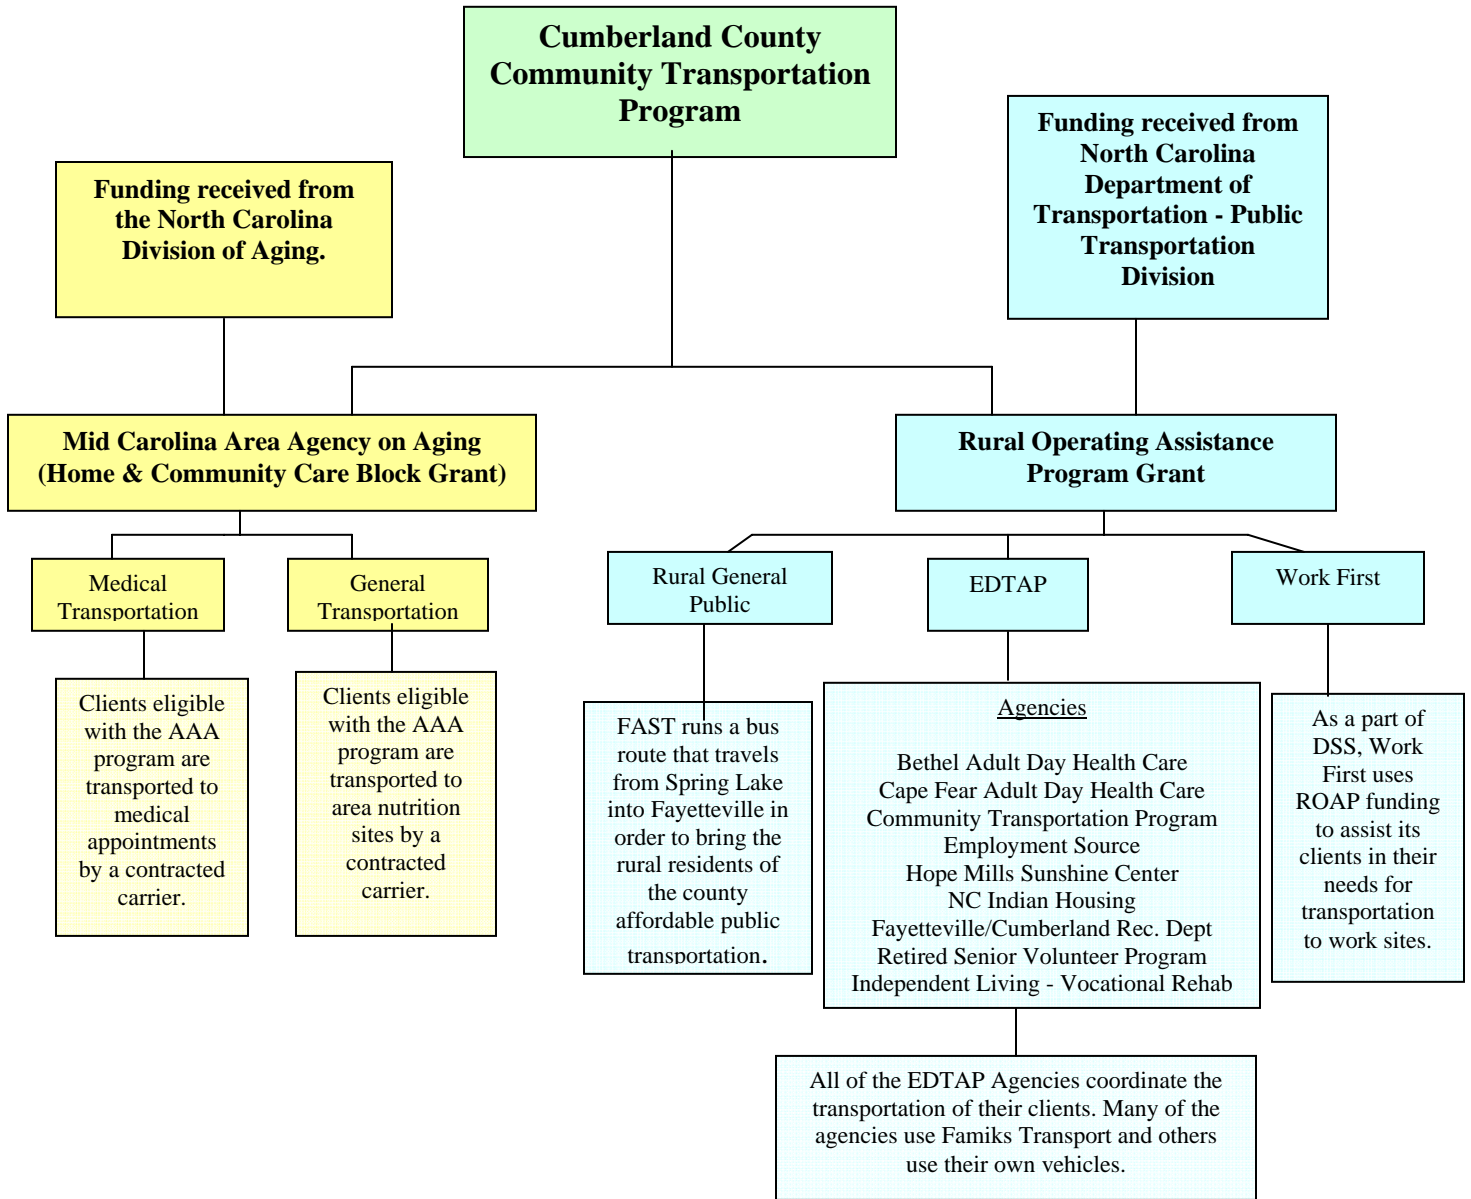 Cumberland County
Community Transportation
Program
Funding received from
the North Carolina
Division of Aging.
Funding received from
North Carolina
Department of
Transportation - Public
Transportation
Division
Mid Carolina Area Agency on Aging
(Home & Community Care Block Grant)
Rural Operating Assistance
Program Grant
Medical
Transportation
General
Transportation
Rural General
Public
EDTAP
Work First
Clients eligible
with the AAA
program are
transported to
medical
appointments
by a contracted
carrier.
Clients eligible
with the AAA
program are
transported to
area nutrition
sites by a
contracted
carrier.
FAST runs a bus
route that travels
from Spring Lake
into Fayetteville in
order to bring the
rural residents of
the county
affordable public
transportation.
Agencies
Bethel Adult Day Health Care
Cape Fear Adult Day Health Care
Community Transportation Program
Employment Source
Hope Mills Sunshine Center
NC Indian Housing
Fayetteville/Cumberland Rec. Dept
Retired Senior Volunteer Program
Independent Living - Vocational Rehab
As a part of
DSS, Work
First uses
ROAP funding
to assist its
clients in their
needs for
transportation
to work sites.
All of the EDTAP Agencies coordinate the
transportation of their clients. Many of the
agencies use Famiks Transport and others
use their own vehicles.